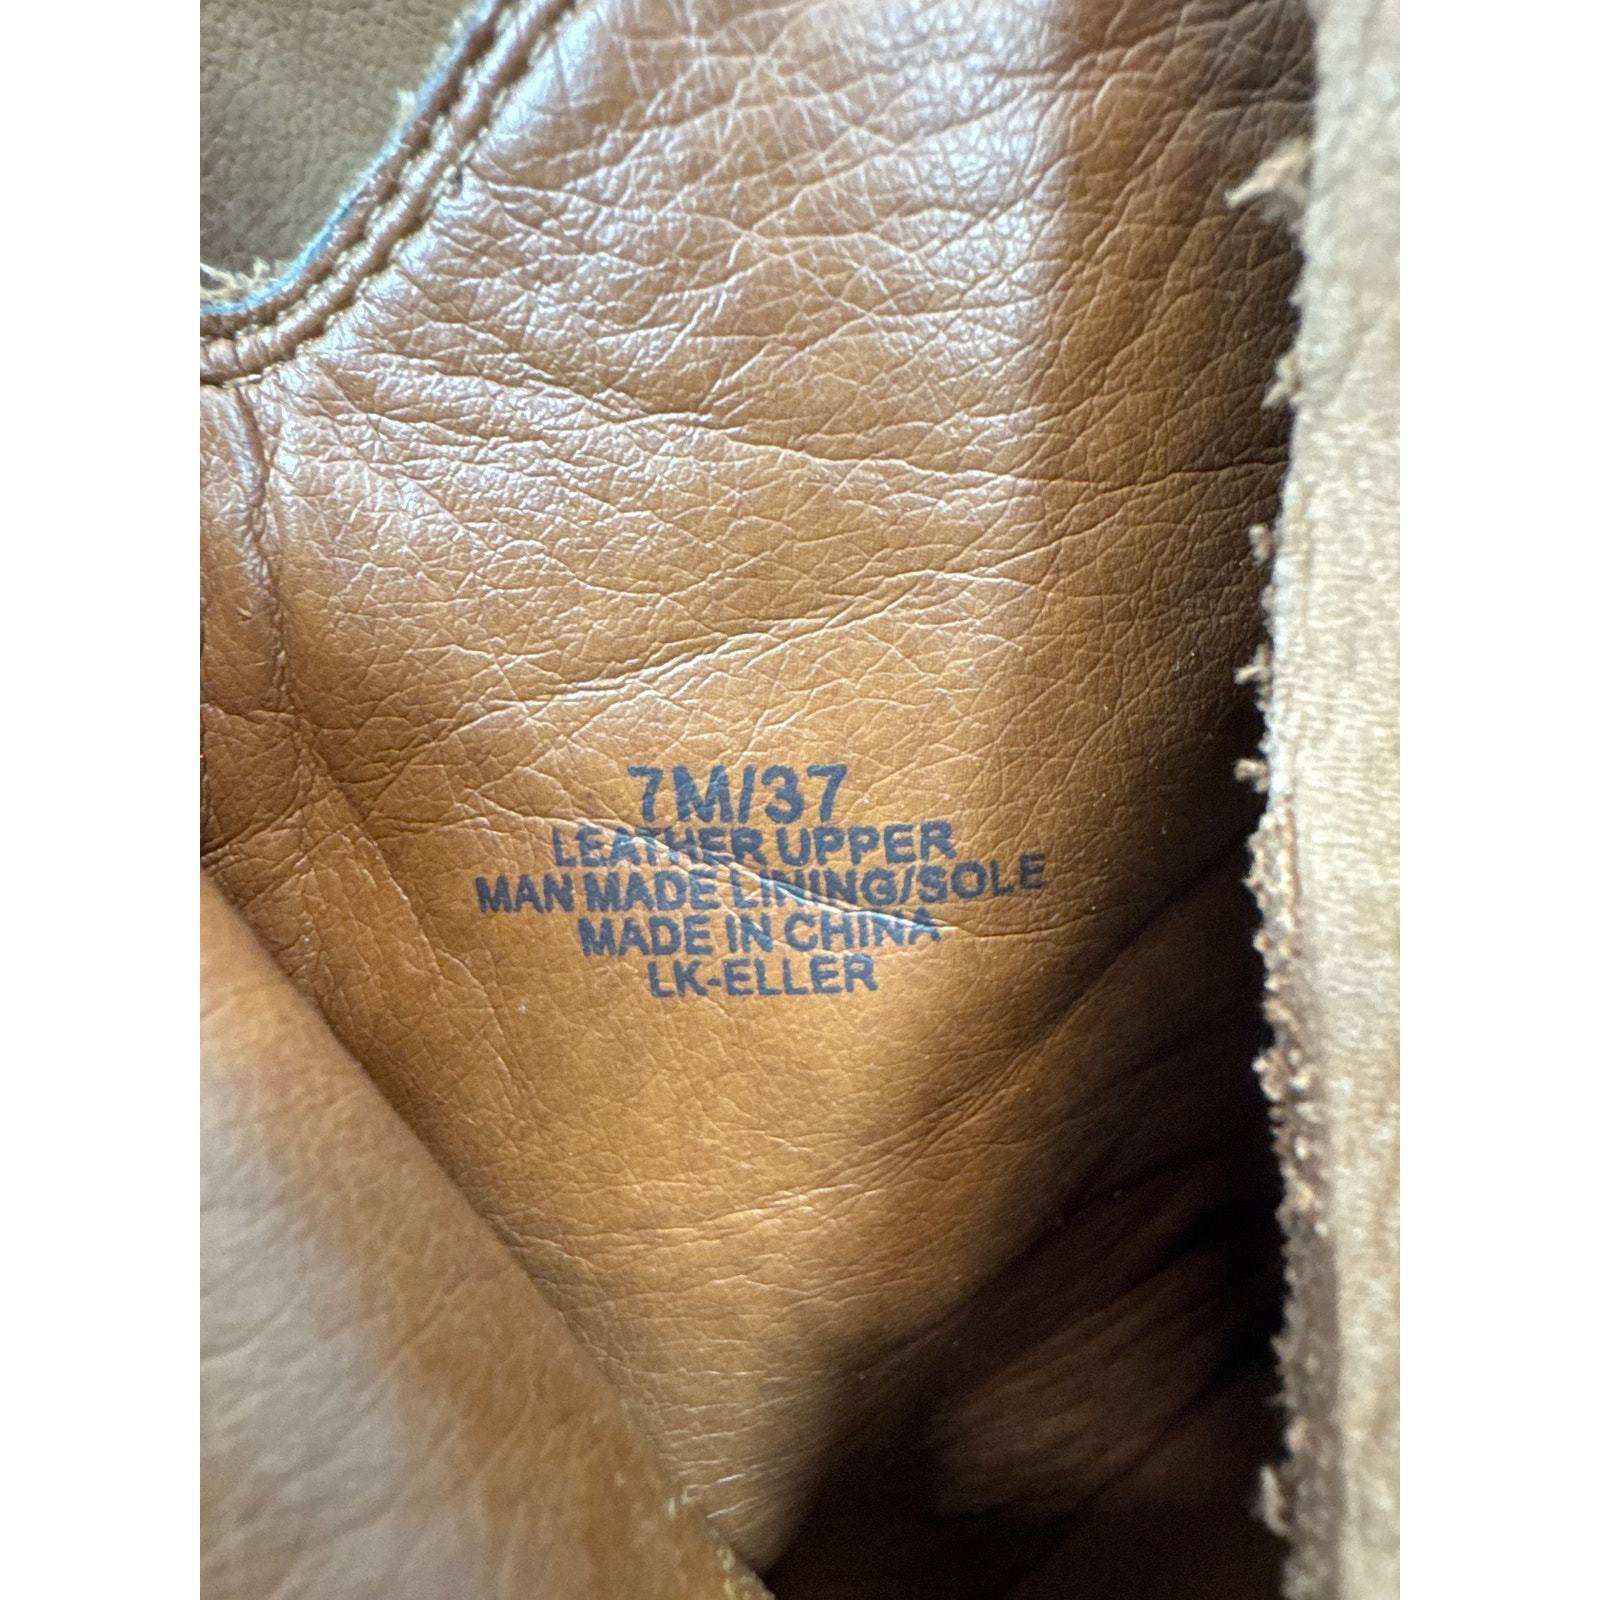 7M/37
LEATHER UPPER
MAN MADE LINING/SOLE
MADE IN CHINA
LK-ELLER